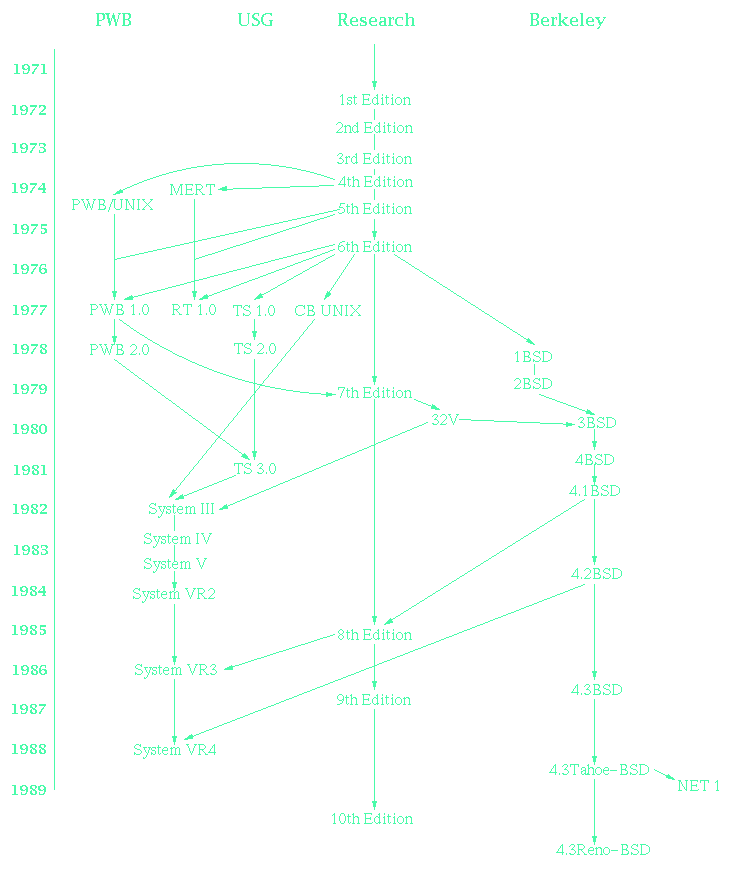 PWB USG Research Berkeley
1971
1st Edition
1972
2nd Edition
1973
3rd Edition
4th Edition
1974 MERT
PWB/UNIX 5th Edition
1975
6th Edition
1976
1977 PWB 1.0 RT 1.0 TS 1.0 CB UNIX
1978 PWB 2.0 TS 2.0 1BSD
2BSD
1979 7th Edition
32V 3BSD
1980
4BSD
1981 TS 3.0
4.1BSD
1982 System III
System IV
1983
System V
4.2BSD
1984 System VR2
1985 8th Edition
1986 System VR3
4.3BSD
9th Edition
1987
1988 System VR4
4.3Tahoe-BSD
1989 NET 1
10th Edition
4.3Reno-BSD